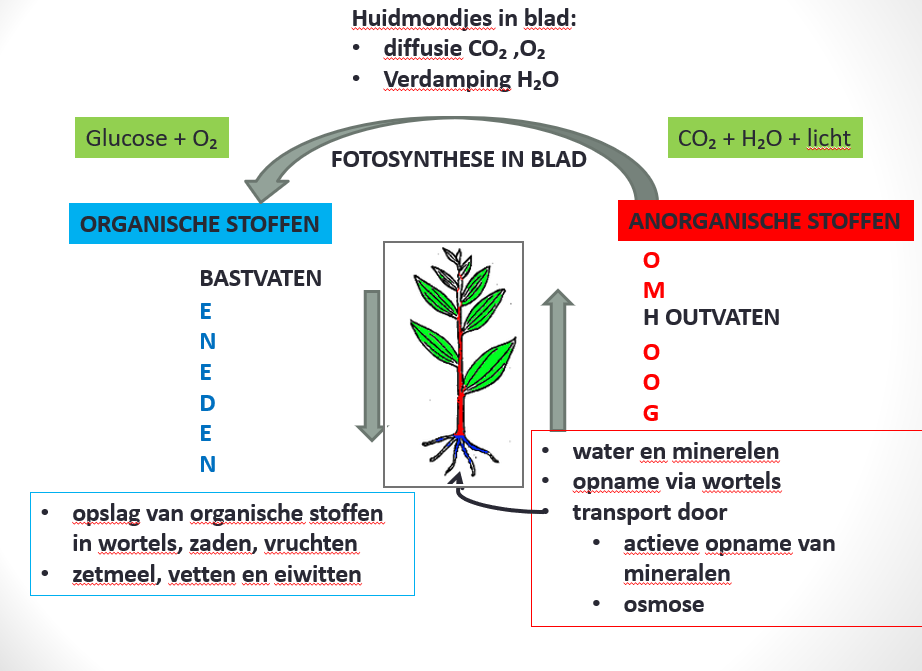 Huidmondjes in blad:
• diffusie CO₂ ,O₂
• Verdamping H₂O
Glucose + O₂
CO₂ + H₂O + licht
FOTOSYNTHESE IN BLAD
ORGANISCHE STOFFEN
ANORGANISCHE STOFFEN
BASTVATEN
E
N
E
D
E
N
O
M
H OUTVATEN
O
O
G
• opslag van organische stoffen
in wortels, zaden, vruchten
• zetmeel, vetten en eiwitten
• water en minerelen
• opname via wortels
• transport door
• actieve opname van
mineralen
• osmose